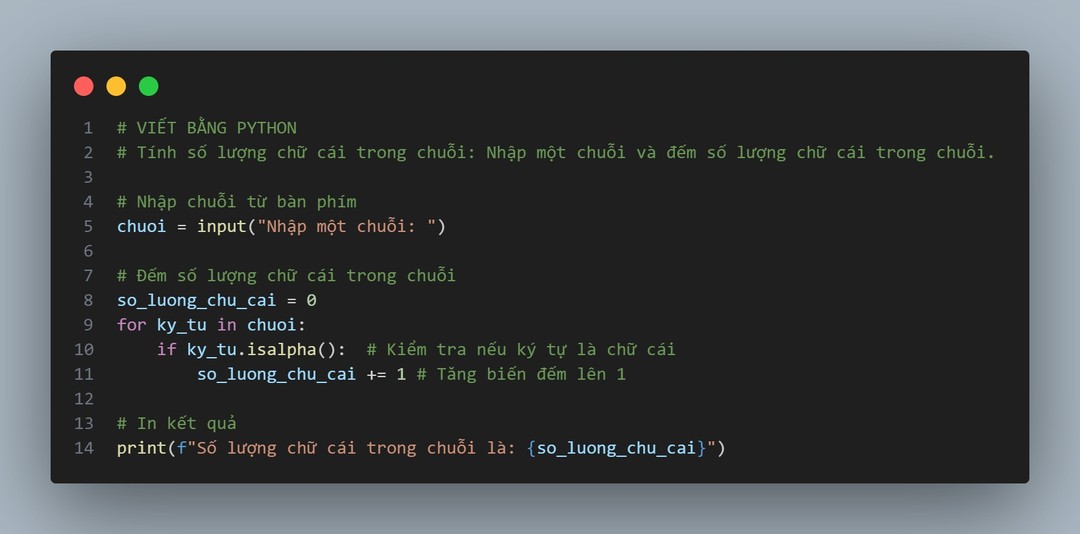 1 # VIẾT BẰNG PYTHON
2 # Tính số lượng chữ cái trong chuỗi: Nhập một chuỗi và đếm số lượng chữ cái trong chuỗi.
3
4 # Nhập chuỗi từ bàn phím
5 chuoi = input("Nhập một chuỗi: ")
6
7 # Đếm số lượng chữ cái trong chuỗi
8 so_luong_chu_cai = 0
9 for ky_tu in chuoi:
10     if ky_tu.isalpha():  # Kiểm tra nếu ký tự là chữ cái
11         so_luong_chu_cai += 1 # Tăng biến đếm lên 1
12
13 # In kết quả
14 print(f"Số lượng chữ cái trong chuỗi là: {so_luong_chu_cai}")